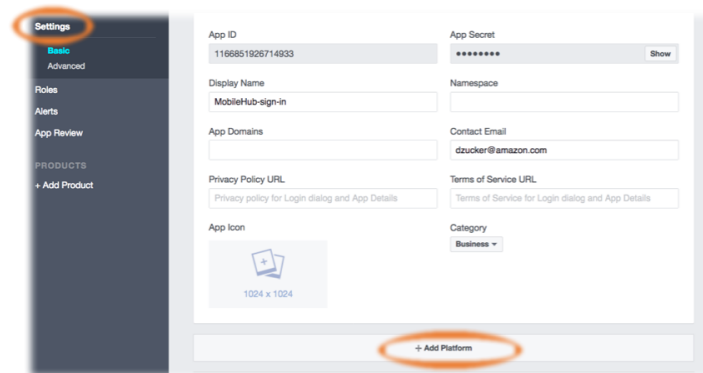 Settings
Basic
Advanced
Roles
Alerts
App Review
PRODUCTS
+ Add Product
App ID
App Secret
1166851926714933
●●●●●●●●
Show
Display Name
Namespace
MobileHub-sign-in
App Domains
Contact Email
dzucker@amazon.com
Privacy Policy URL
Terms of Service URL
Privacy policy for Login dialog and App Details
Terms of Service for Login dialog and App Details
App Icon
Category
Business
1024 x 1024
+ Add Platform